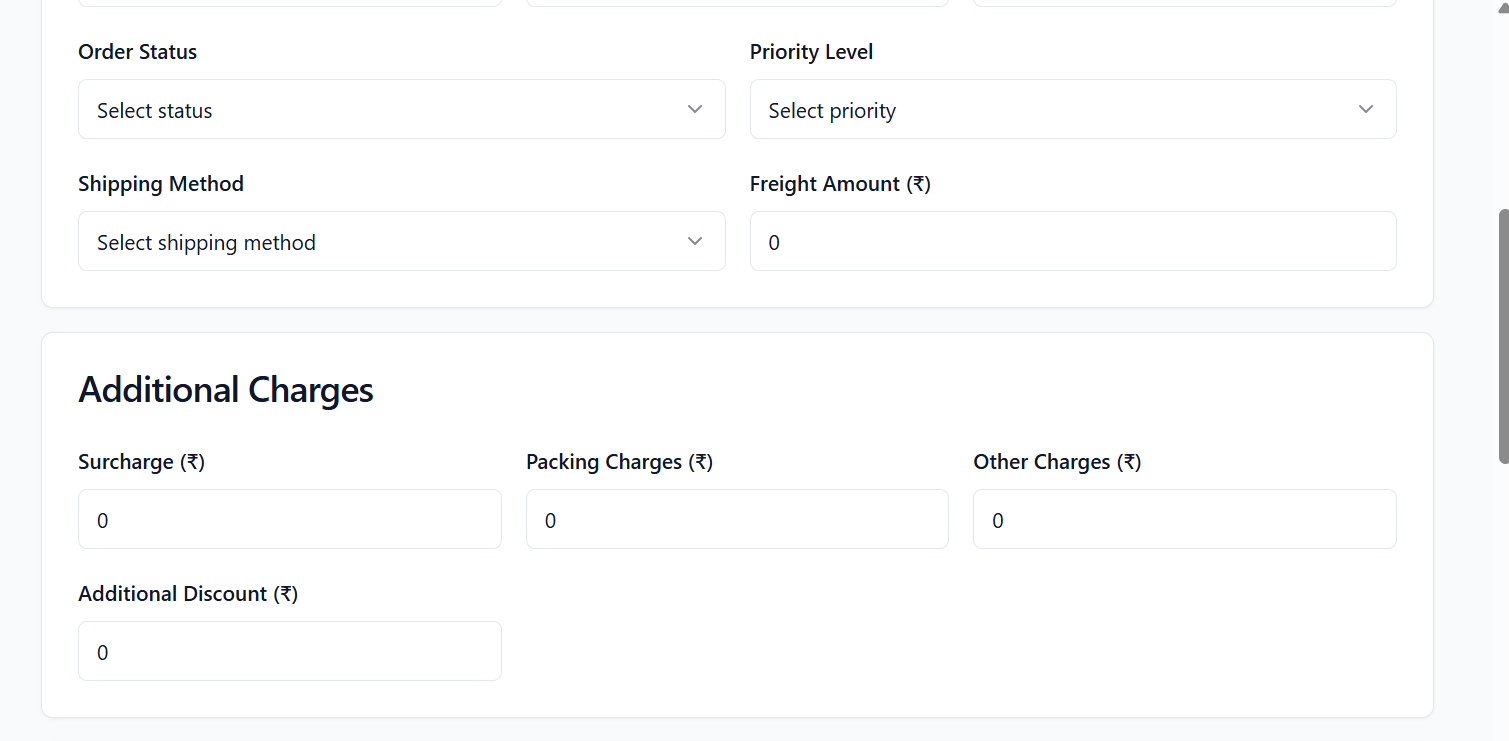 Order Status
Priority Level
Select status
Select priority
Shipping Method
Freight Amount (₹)
Select shipping method
0
Additional Charges
Surcharge (₹)
Packing Charges (₹)
Other Charges (₹)
0
0
0
Additional Discount (₹)
0